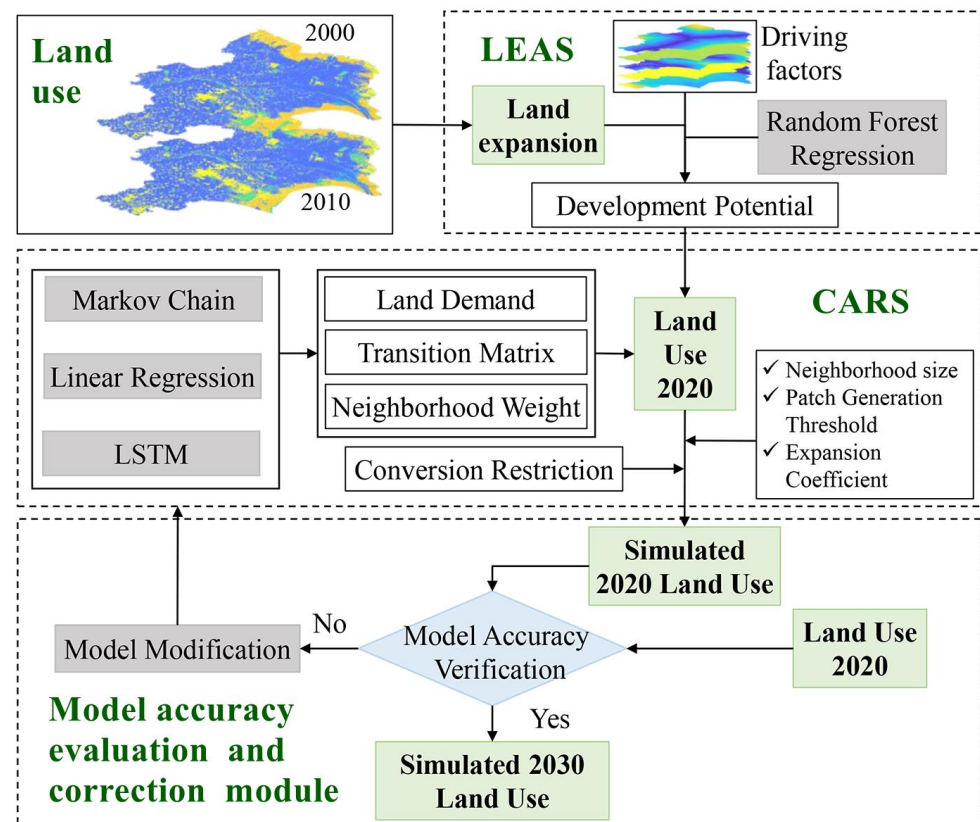 Land
use
2000
2010
LEAS
Driving
factors
Land
expansion
Random Forest
Regression
Development Potential
CARS
Markov Chain
Linear Regression
LSTM
Land Demand
Transition Matrix
Neighborhood Weight
Conversion Restriction
Land
Use
2020
✓ Neighborhood size
✓ Patch Generation
Threshold
✓ Expansion
Coefficient
Simulated
2020 Land Use
Model Accuracy
Verification
Land Use
2020
No
Model Modification
Yes
Simulated 2030
Land Use
Model accuracy
evaluation and
correction module